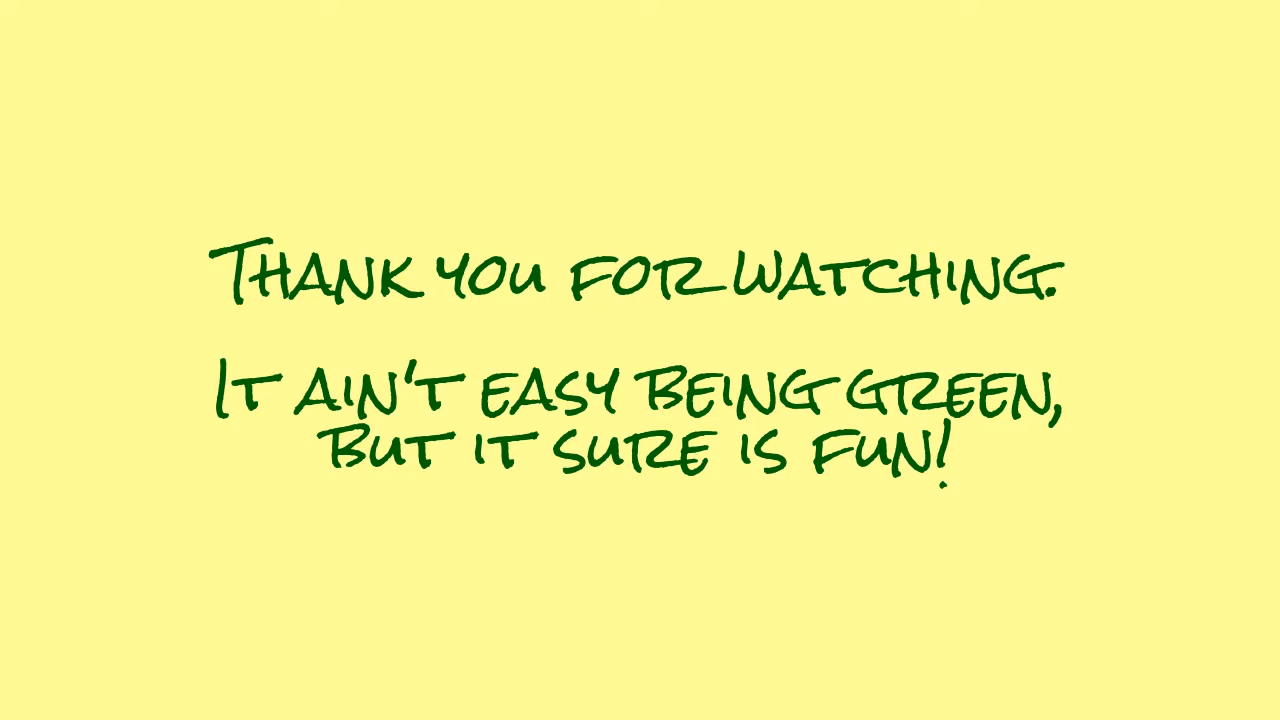 Thank you for watching.
It ain't easy being green,
but it sure is fun!